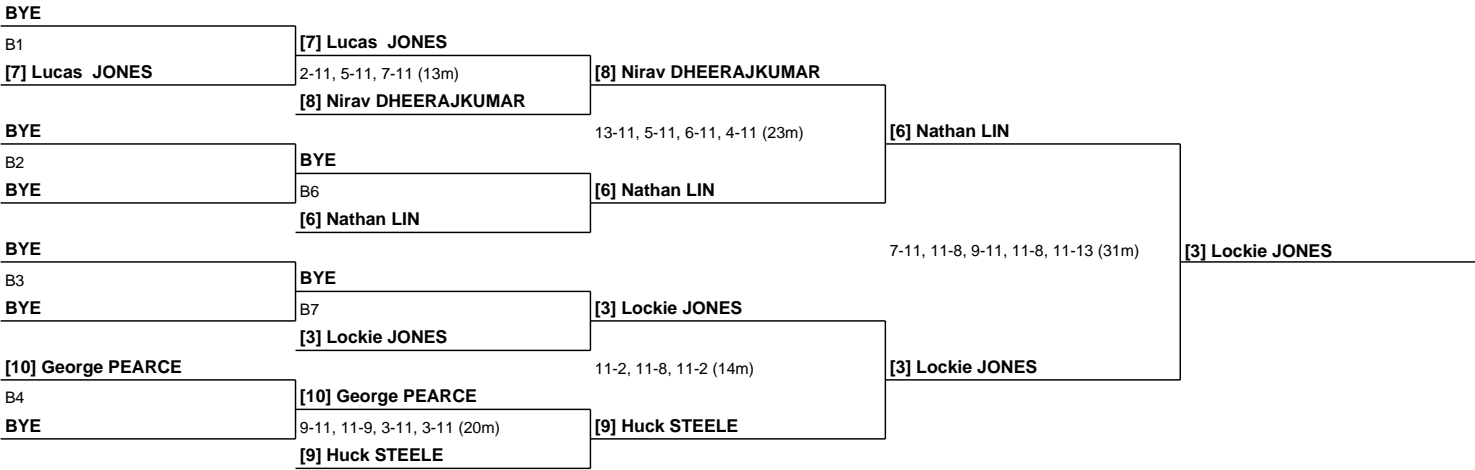 BYE
B1
[7] Lucas  JONES
[7] Lucas  JONES
2-11, 5-11, 7-11 (13m)
[8] Nirav DHEERAJKUMAR
[8] Nirav DHEERAJKUMAR
BYE
B2
BYE
13-11, 5-11, 6-11, 4-11 (23m)
[6] Nathan LIN
BYE
B6
[6] Nathan LIN
[6] Nathan LIN
BYE
B3
BYE
7-11, 11-8, 9-11, 11-8, 11-13 (31m)
[3] Lockie JONES
BYE
B7
[3] Lockie JONES
[3] Lockie JONES
[10] George PEARCE
B4
BYE
11-2, 11-8, 11-2 (14m)
[3] Lockie JONES
[10] George PEARCE
9-11, 11-9, 3-11, 3-11 (20m)
[9] Huck STEELE
[9] Huck STEELE